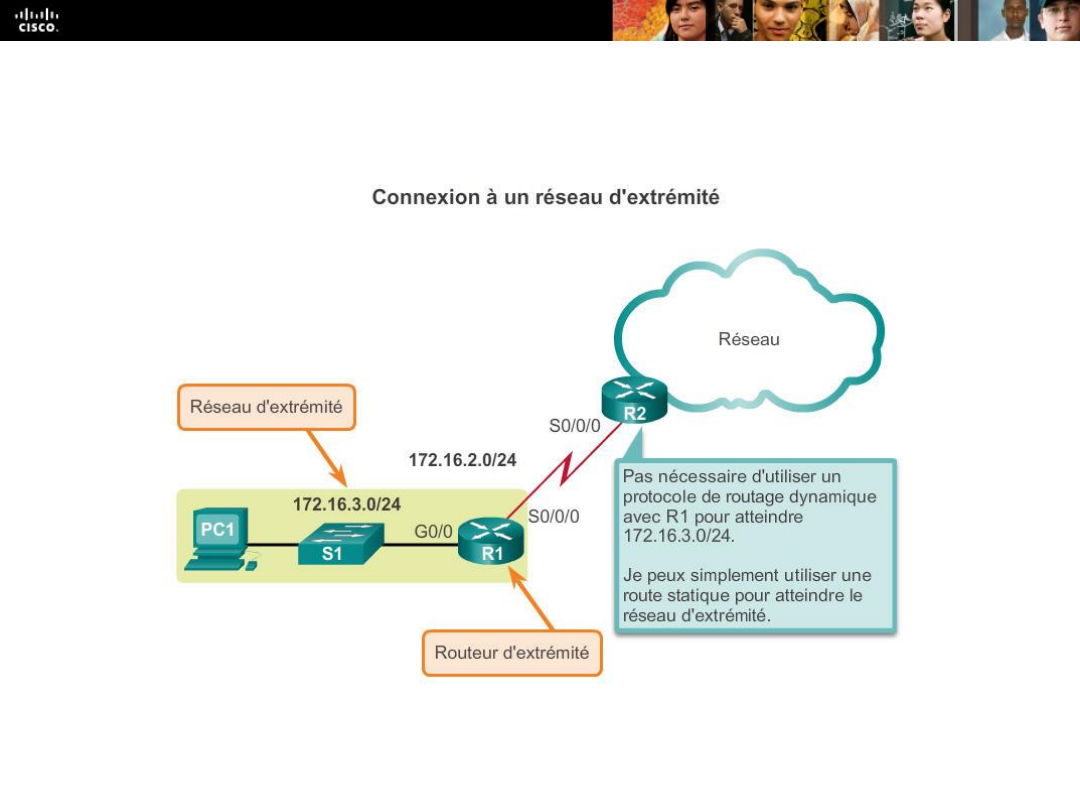 CISCO.
Connexion à un réseau d'extrémité
Réseau
R2
S0/0/0
Réseau d'extrémité
172.16.2.0/24
172.16.3.0/24
PC1
S1
G0/0
R1
S0/0/0
Pas nécessaire d'utiliser un
protocole de routage dynamique
avec R1 pour atteindre
172.16.3.0/24.
Je peux simplement utiliser une
route statique pour atteindre le
réseau d'extrémité.
Routeur d'extrémité